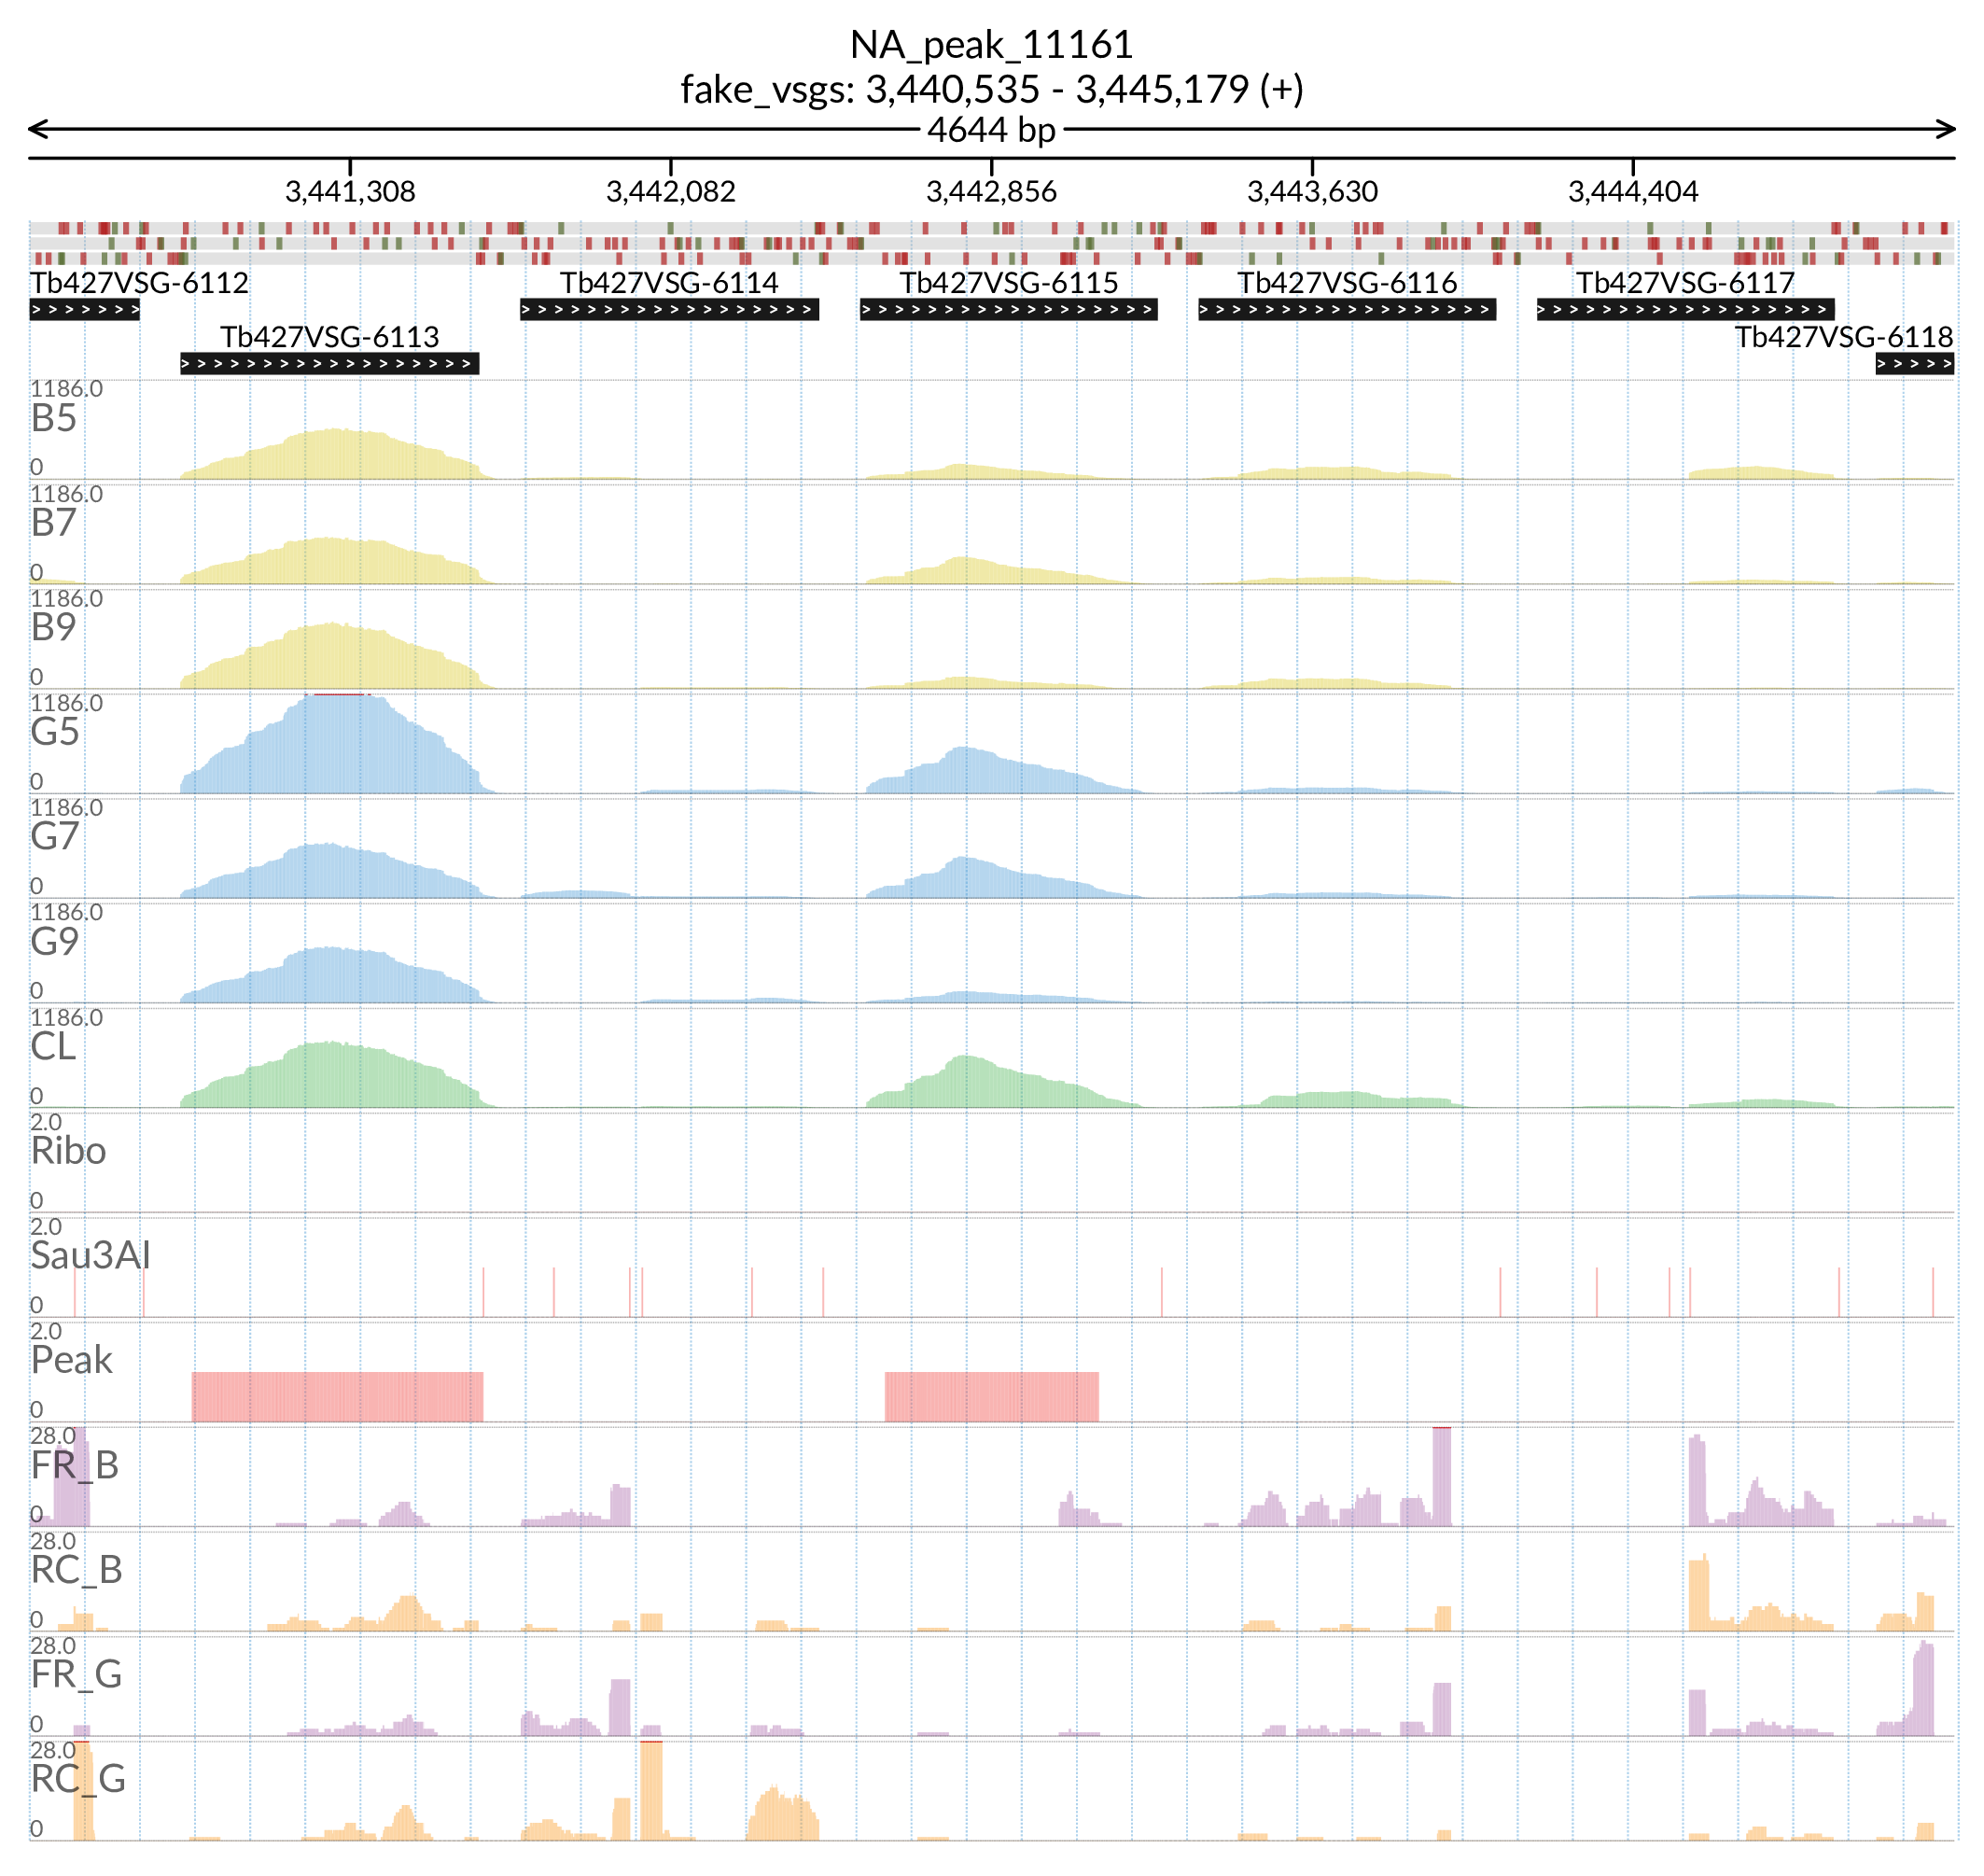 NA_peak_11161
fake_vsgs: 3,440,535 - 3,445,179 (+)
4644 bp
3,441,308 3,442,082 3,442,856 3,443,630 3,444,404
Tb427VSG-6112 Tb427VSG-6114 Tb427VSG-6115 Tb427VSG-6116 Tb427VSG-6117
Tb427VSG-6113 Tb427VSG-6118
1186.0
B5
0
1186.0
B7
0
1186.0
B9
0
1186.0
G5
0
1186.0
G7
0
1186.0
G9
0
1186.0
CL
0
2.0
Ribo
0
2.0
Sau3AI
0
2.0
Peak
0
28.0
FR_B
0
28.0
RC_B
0
28.0
FR_G
0
28.0
RC_G
0